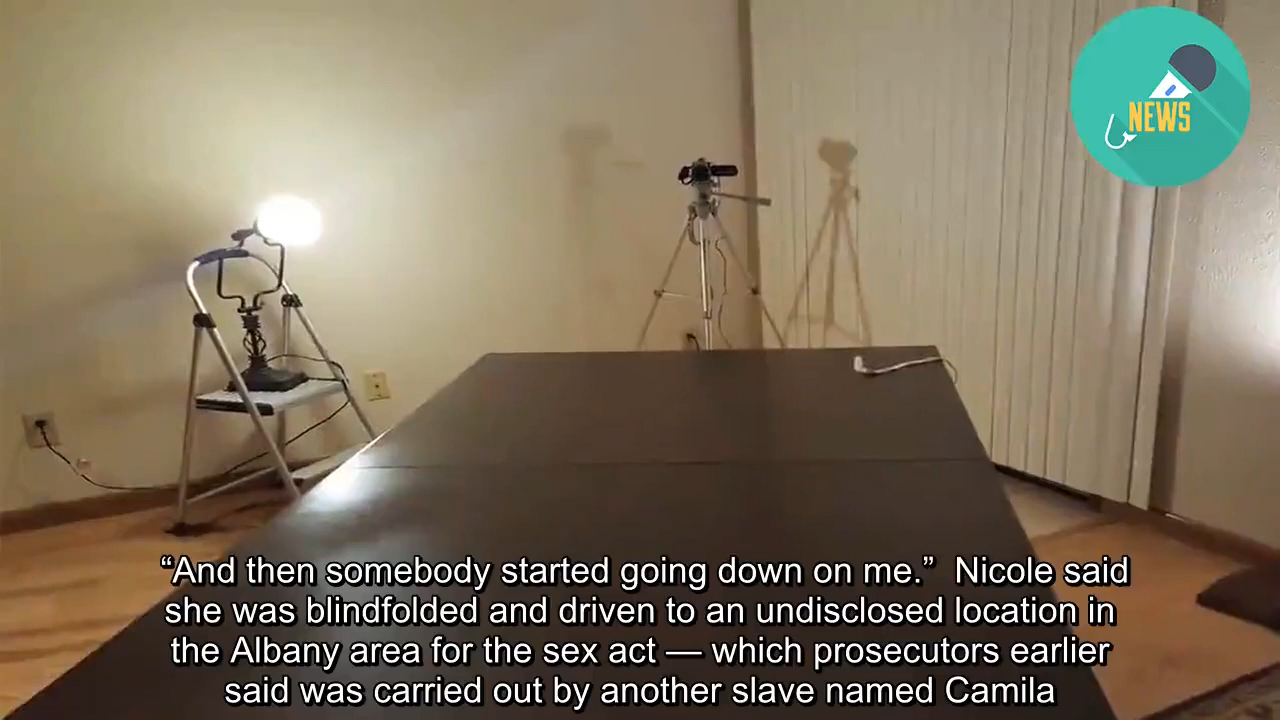 NEWS
“And then somebody started going down on me.”  Nicole said
she was blindfolded and driven to an undisclosed location in
the Albany area for the sex act — which prosecutors earlier
said was carried out by another slave named Camila